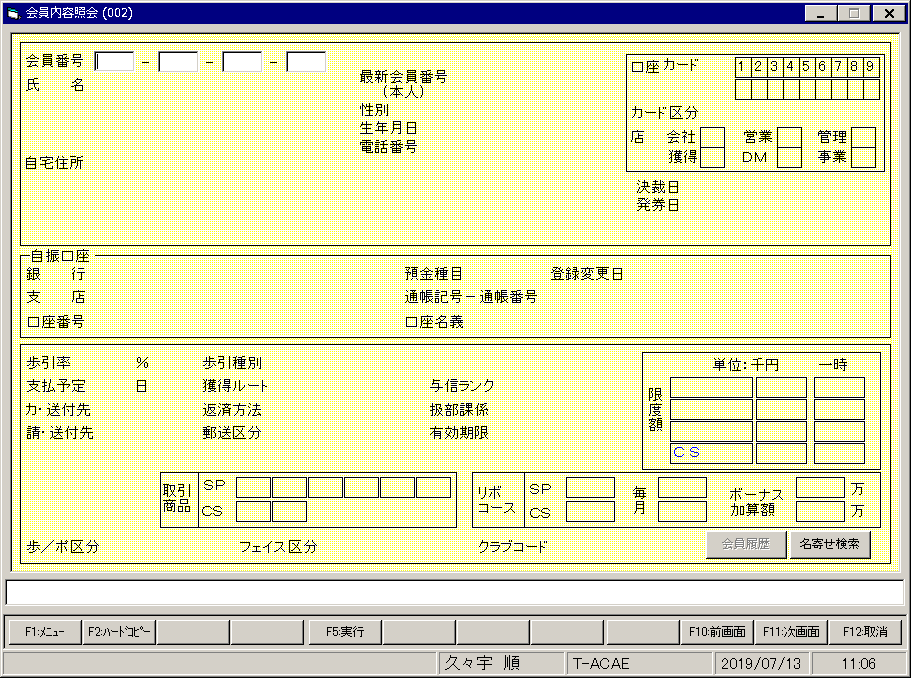 会員内容照会 (002)
会員番号 － － －
氏　名
最新会員番号
（本人）
性別
生年月日
電話番号
自宅住所
口座カード 1 2 3 4 5 6 7 8 9
カード区分
店 会社 営業 管理
獲得 DM 事業
決裁日
発券日
自振口座
銀　行 預金種目 登録変更日
支　店 通帳記号－通帳番号
口座番号 口座名義
歩引率 % 歩引種別
支払予定 日 獲得ルート 与信ランク
カ・送付先 返済方法 扱部課係
請・送付先 郵送区分 有効期限
単位:千円 一時
限度額
CS
取引商品 SP
CS
リボコース SP
CS
毎月
ボーナス加算額 万
万
歩／ポ区分 フェイス区分 クラブコード
会員履歴 名寄せ検索
F1:ﾒﾆｭｰ F2:ﾊｰﾄﾞｺﾋﾟｰ F5:実行 F10:前画面 F11:次画面 F12:取消
久々宇　順 T-ACAE 2019/07/13 11:06